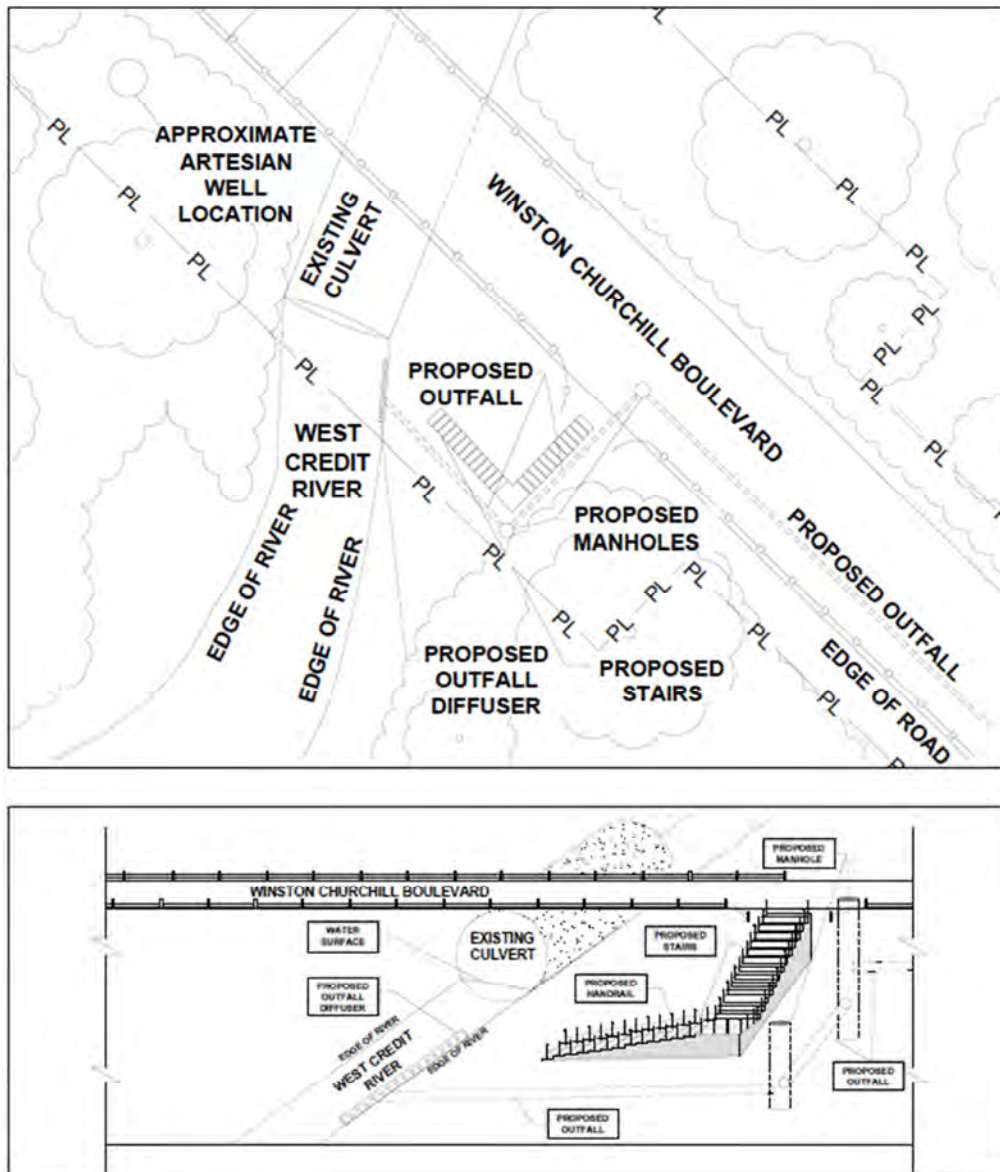 PL
PL
APPROXIMATE
ARTESIAN
WELL
LOCATION
PL
PL
PL
PL
EXISTING
CULVERT
WINSTON CHURCHILL BOULEVARD
PL
PL
PL
PL
PL
PL
PROPOSED
OUTFALL
WEST
CREDIT
RIVER
PL
PL
PROPOSED
MANHOLES
PL
PL
PL
PL
PL
PL
PL
EDGE OF RIVER
EDGE OF RIVER
PROPOSED
OUTFALL
DIFFUSER
PROPOSED
STAIRS
PROPOSED OUTFALL
EDGE OF ROAD
PROPOSED
MANHOLE
WINSTON CHURCHILL BOULEVARD
WATER
SURFACE
EXISTING
CULVERT
PROPOSED
STAIRS
PROPOSED
HANDRAIL
PROPOSED
OUTFALL
DIFFUSER
EDGE OF RIVER
WEST CREDIT
RIVER
EDGE OF RIVER
PROPOSED
OUTFALL
PROPOSED
OUTFALL